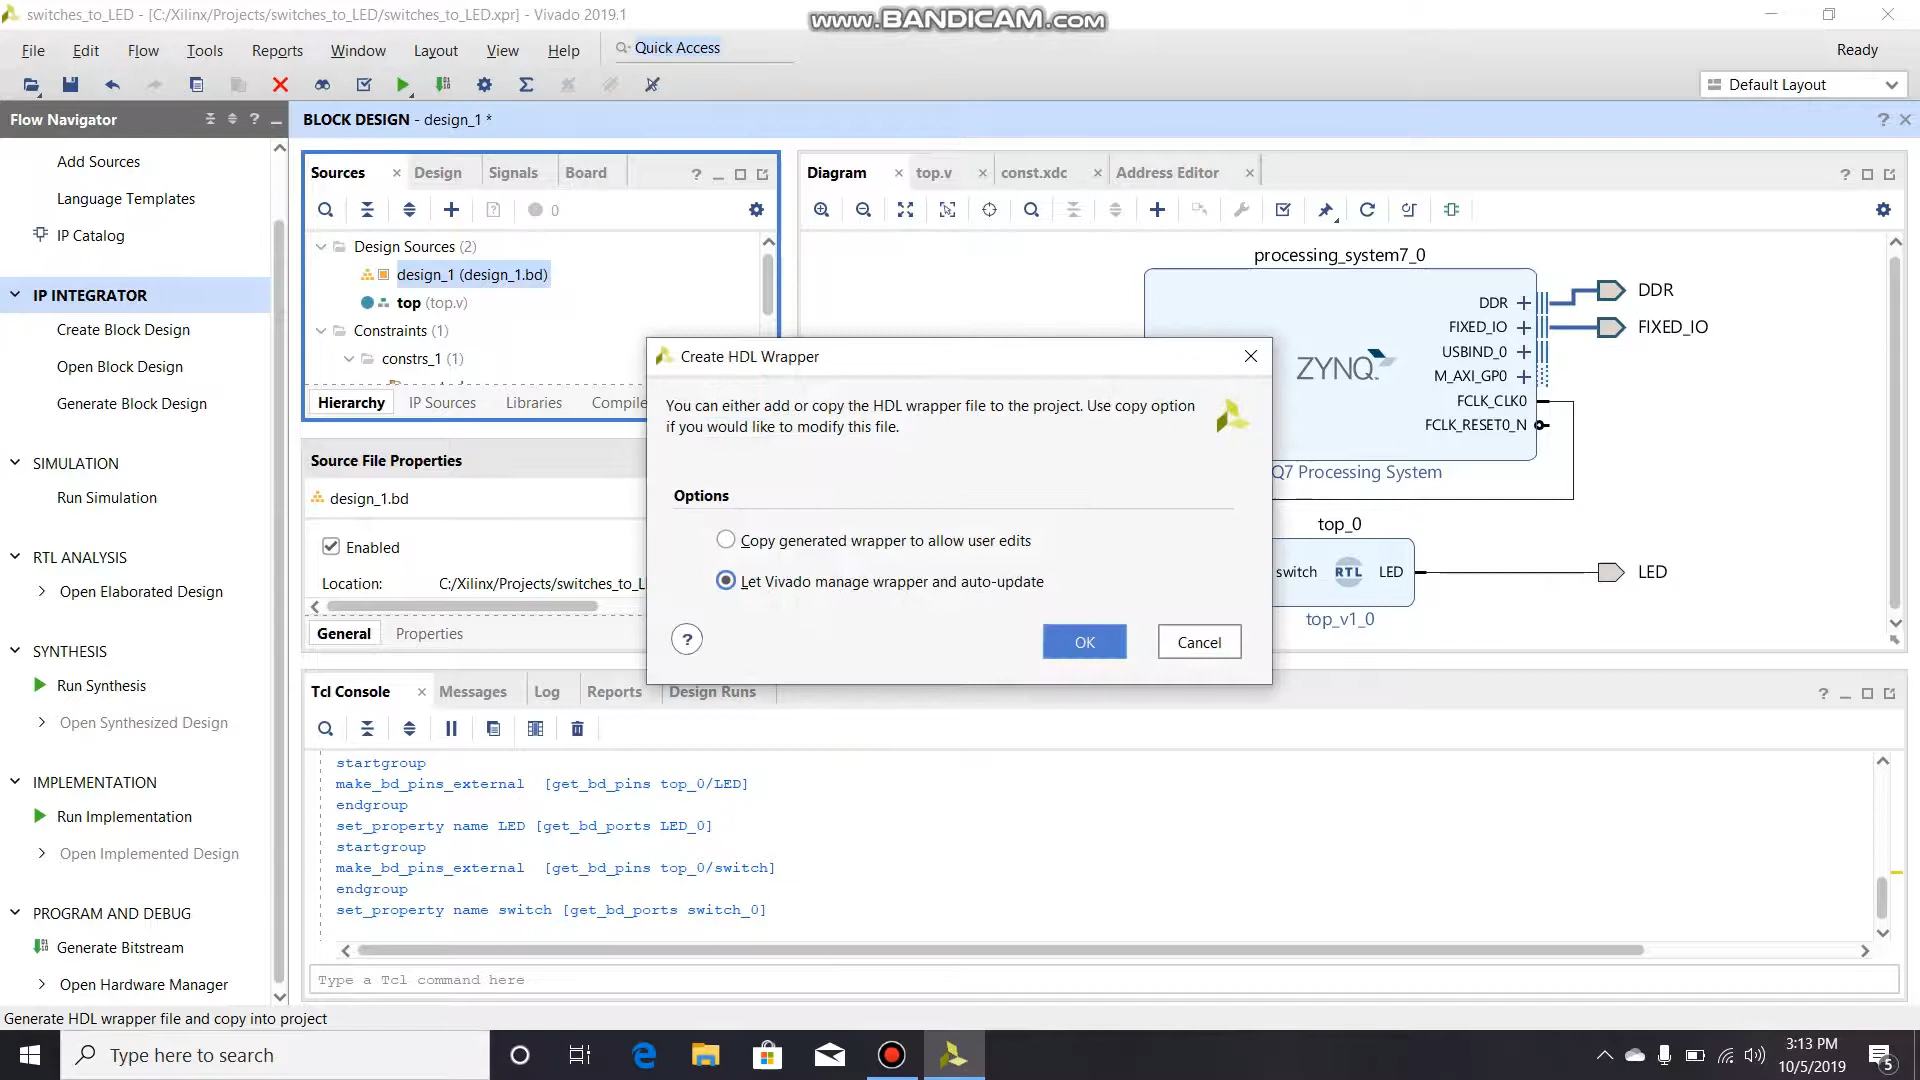 switches_to_LED - [C:/Xilinx/Projects/switches_to_LED/switches_to_LED.xpr] - Vivado 2019.1
www.BANDICAM.com
File Edit Flow Tools Reports Window Layout View Help Quick Access
Ready
Default Layout
Flow Navigator
Add Sources
Language Templates
IP Catalog
IP INTEGRATOR
Create Block Design
Open Block Design
Generate Block Design
SIMULATION
Run Simulation
RTL ANALYSIS
Open Elaborated Design
SYNTHESIS
Run Synthesis
Open Synthesized Design
IMPLEMENTATION
Run Implementation
Open Implemented Design
PROGRAM AND DEBUG
Generate Bitstream
Open Hardware Manager
BLOCK DESIGN - design_1 *
Sources Design Signals Board
0
Design Sources (2)
design_1 (design_1.bd)
top (top.v)
Constraints (1)
constrs_1 (1)
Hierarchy IP Sources Libraries Compile
Source File Properties
design_1.bd
Enabled
Location: C:/Xilinx/Projects/switches_to_L
General Properties
Diagram top.v const.xdc Address Editor
processing_system7_0
DDR
FIXED_IO
USBIND_0
M_AXI_GP0
FCLK_CLK0
FCLK_RESET0_N
ZYNQ
DDR
FIXED_IO
Q7 Processing System
top_0
switch RTL LED
LED
top_v1_0
Create HDL Wrapper
You can either add or copy the HDL wrapper file to the project. Use copy option
if you would like to modify this file.
Options
Copy generated wrapper to allow user edits
Let Vivado manage wrapper and auto-update
?
OK
Cancel
Tcl Console Messages Log Reports Design Runs
startgroup
make_bd_pins_external [get_bd_pins top_0/LED]
endgroup
set_property name LED [get_bd_ports LED_0]
startgroup
make_bd_pins_external [get_bd_pins top_0/switch]
endgroup
set_property name switch [get_bd_ports switch_0]
Type a Tcl command here
Generate HDL wrapper file and copy into project
Type here to search
3:13 PM
10/5/2019
5